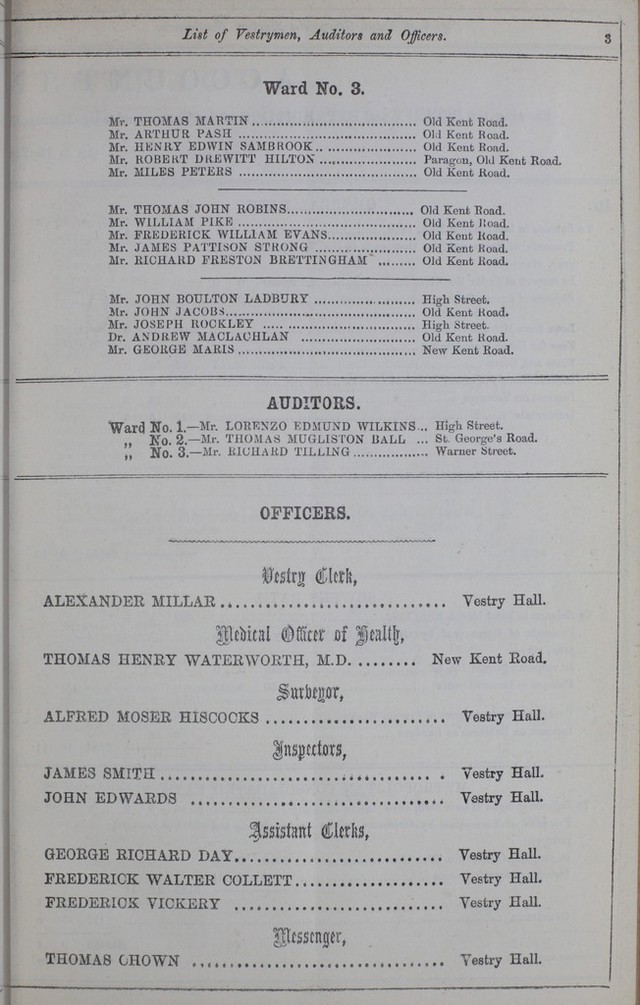 List of Vestrymen, Auditors and Officers. 3
Ward No. 3.
Mr. THOMAS MARTIN ........ Old Kent Road.
Mr. ARTHUR PASH ........ Old Kent Road.
Mr. HENRY EDWIN SAMBROOK ........ Old Kent Road.
Mr. ROBERT DREWITT HILTON ........ Paragon, Old Kent Road.
Mr. MILES PETERS ........ Old Kent Road.
Mr. THOMAS JOHN ROBINS ........ Old Kent Road.
Mr. WILLIAM PIKE ........ Old Kent Road.
Mr. FREDERICK WILLIAM EVANS ........ Old Kent Road.
Mr. JAMES PATTISON STRONG ........ Old Kent Road.
Mr. RICHARD FRESTON BRETTINGHAM ........ Old Kent Road.
Mr. JOHN BOULTON LADBURY ........ High Street.
Mr. JOHN JACOBS ........ Old Kent Road.
Mr. JOSEPH ROCKLEY ........ High Street.
Dr. ANDREW MACLACHLAN ........ Old Kent Road.
Mr. GEORGE MARIS ........ New Kent Road.
AUDITORS.
Ward No. 1.—Mr. LORENZO EDMUND WILKINS ... High Street.
„ No. 2.—Mr. THOMAS MUGLISTON BALL ... St. George's Road.
„ No. 3.—Mr. RICHARD TILLING ........ Warner Street.
OFFICERS.
Vestry Clerk,
ALEXANDER MILLAR ........ Vestry Hall.
Medical Officer of Health,
THOMAS HENRY WATERWORTH, M.D. ........ New Kent Road.
Surveyor,
ALFRED MOSER HISCOCKS ........ Vestry Hall.
Inspectors,
JAMES SMITH ........ Vestry Hall.
JOHN EDWARDS ........ Vestry Hall.
Assistant Clerks,
GEORGE RICHARD DAY ........ Vestry Hall.
FREDERICK WALTER COLLETT ........ Vestry Hall.
FREDERICK VICKERY ........ Vestry Hall.
Messenger,
THOMAS CHOWN ........ Vestry Hall.